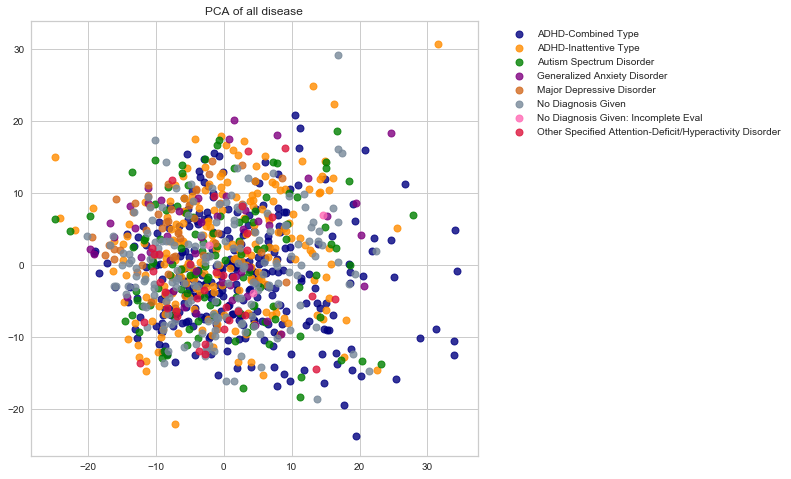 PCA of all disease
30
20
10
0
−10
−20
−20
−10
0
10
20
30
ADHD-Combined Type
ADHD-Inattentive Type
Autism Spectrum Disorder
Generalized Anxiety Disorder
Major Depressive Disorder
No Diagnosis Given
No Diagnosis Given: Incomplete Eval
Other Specified Attention-Deficit/Hyperactivity Disorder